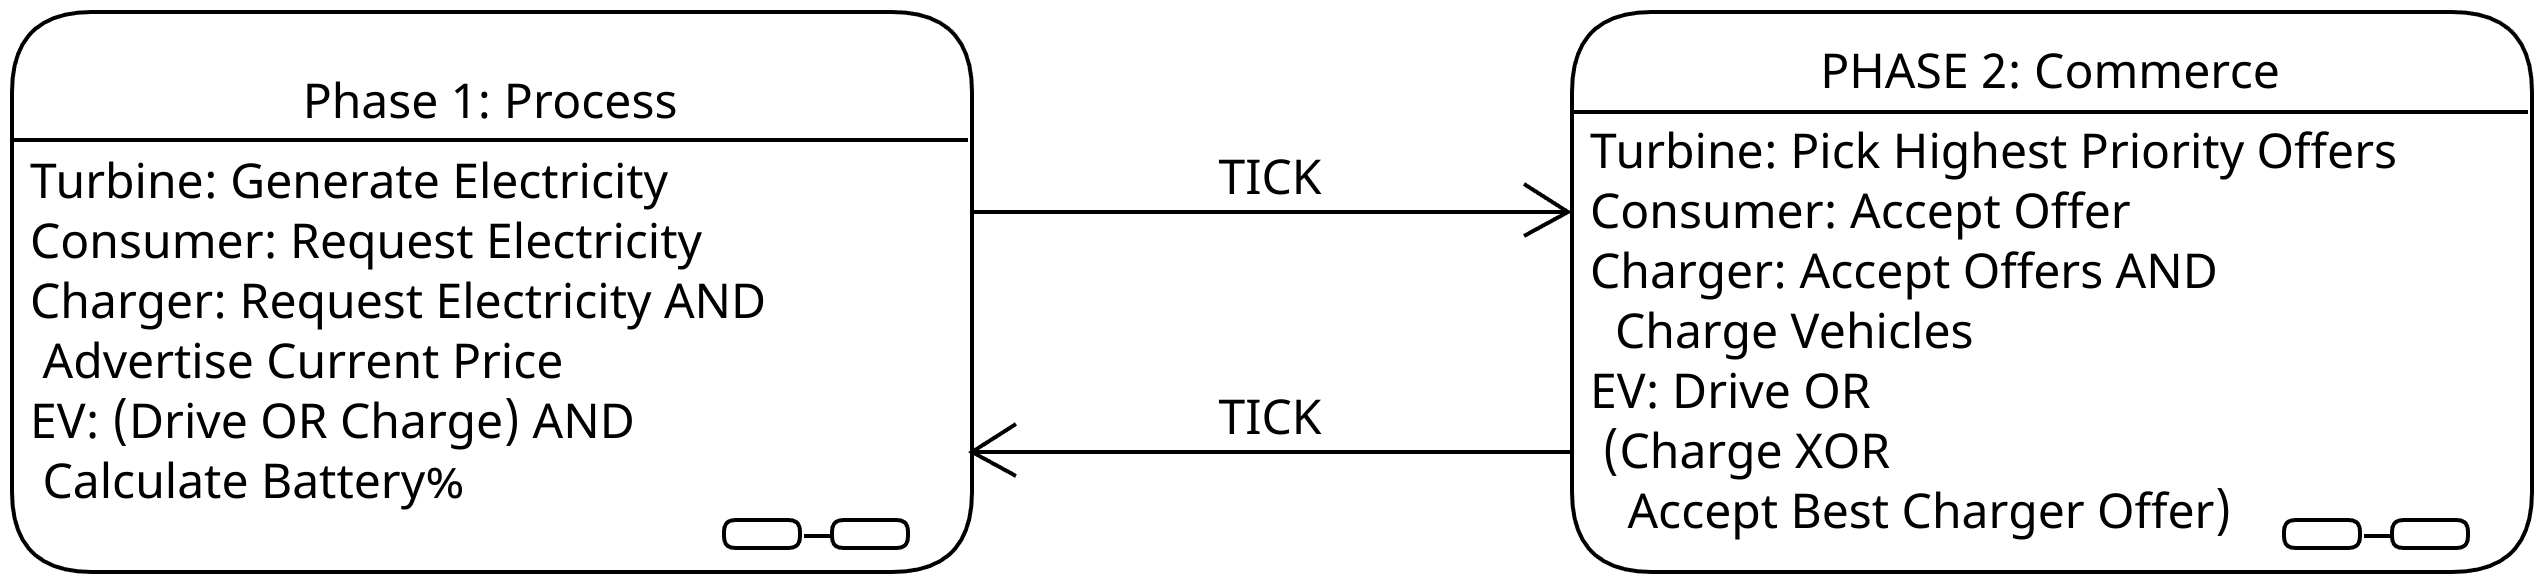 Phase 1: Process
Turbine: Generate Electricity
Consumer: Request Electricity
Charger: Request Electricity AND
Advertise Current Price
EV: (Drive OR Charge) AND
Calculate Battery%
TICK
TICK
PHASE 2: Commerce
Turbine: Pick Highest Priority Offers
Consumer: Accept Offer
Charger: Accept Offers AND
Charge Vehicles
EV: Drive OR
(Charge XOR
Accept Best Charger Offer)